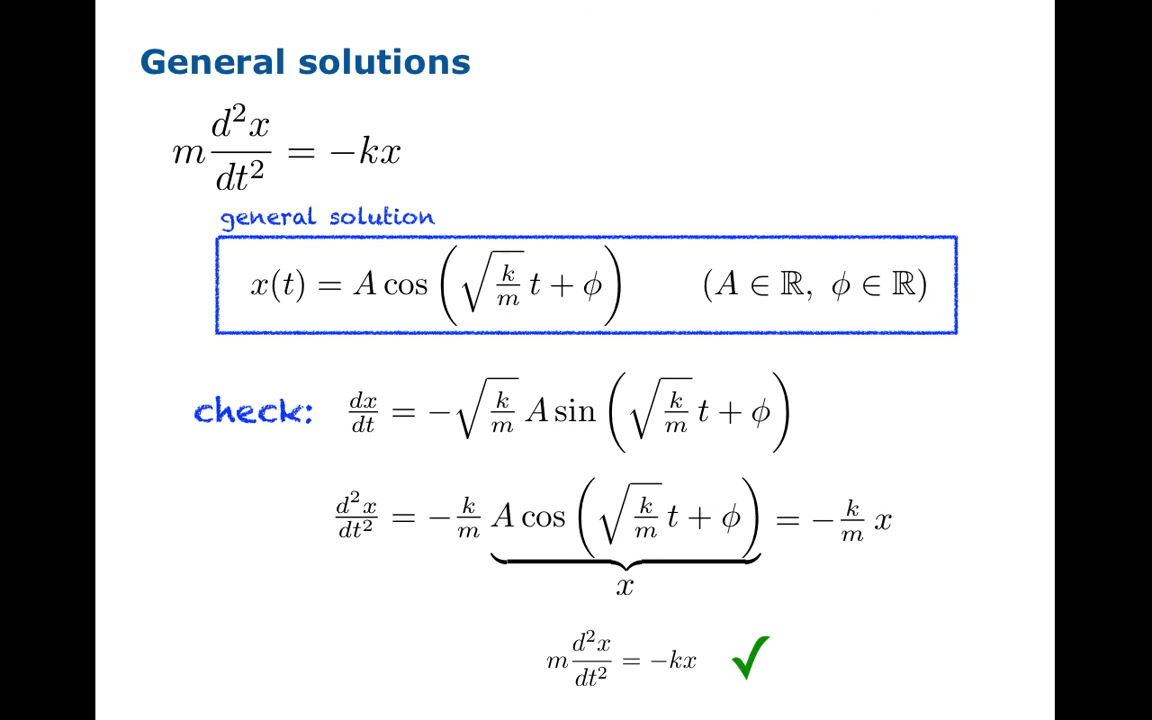 General solutions
m d²x/dt² = −kx
general solution
x(t) = A cos(√(k/m) t + ϕ) (A ∈ ℝ, ϕ ∈ ℝ)
check: dx/dt = −√(k/m) A sin(√(k/m) t + ϕ)
d²x/dt² = −k/m A cos(√(k/m) t + ϕ) = −k/m x
x
m d²x/dt² = −kx ✓